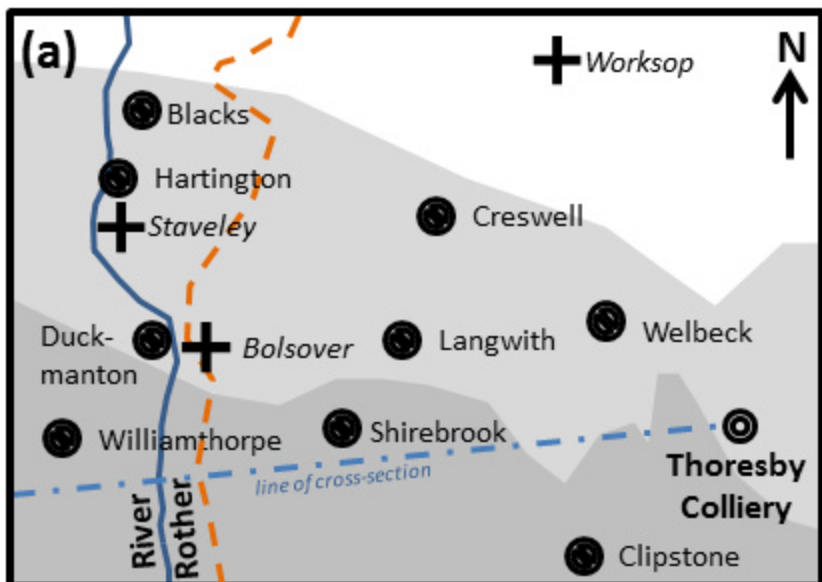 (a)
N
Worksop
Blacks
Hartington
Creswell
Staveley
Duck-
manton
Bolsover
Langwith
Welbeck
Williamthorpe
Shirebrook
Thoresby
Colliery
line of cross-section
River
Rother
Clipstone